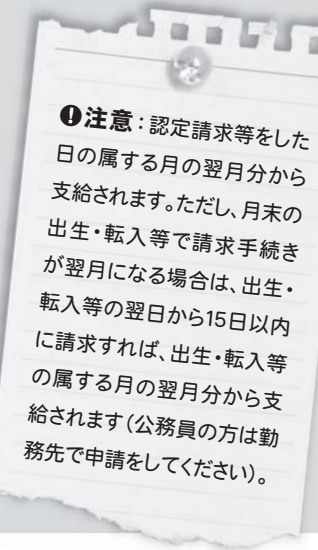 ❗注意：認定請求等をした
日の属する月の翌月分から
支給されます。ただし、月末の
出生・転入等で請求手続き
が翌月になる場合は、出生・
転入等の翌日から15日以内
に請求すれば、出生・転入等
の属する月の翌月分から支
給されます（公務員の方は勤
務先で申請をしてください）。